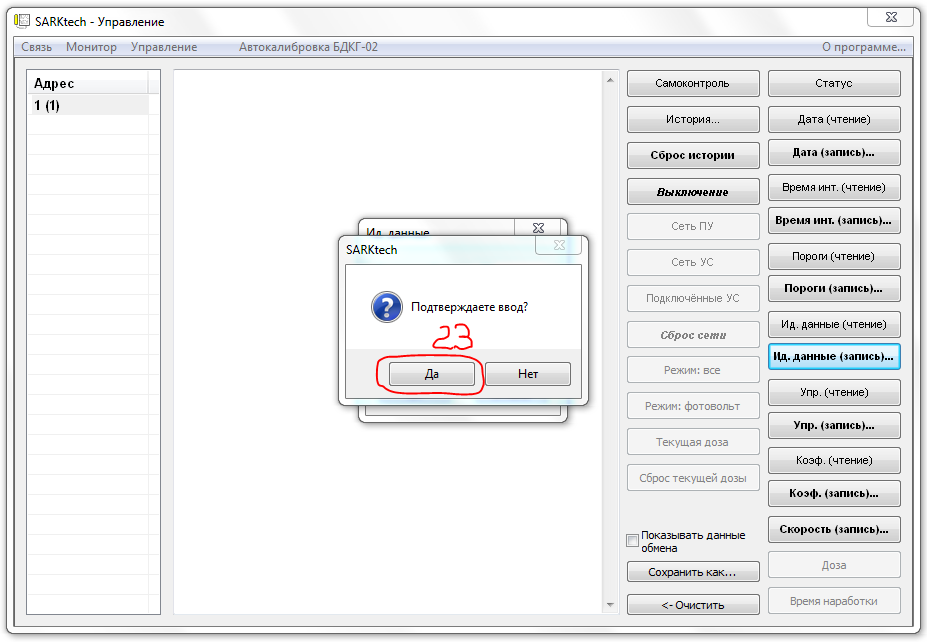 SARKtech - Управление
Связь Монитор Управление Автокалибровка БДКГ-02 О программе...
Адрес
1 (1)
Ид. данные
SARKtech
Подтверждаете ввод?
23
Да Нет
Самоконтроль
История...
Сброс истории
Выключение
Сеть ПУ
Сеть УС
Подключённые УС
Сброс сети
Режим: все
Режим: фотовольт
Текущая доза
Сброс текущей дозы
Показывать данные
обмена
Сохранить как...
<- Очистить
Статус
Дата (чтение)
Дата (запись)...
Время инт. (чтение)
Время инт. (запись)...
Пороги (чтение)
Пороги (запись)...
Ид. данные (чтение)
Ид. данные (запись)...
Упр. (чтение)
Упр. (запись)...
Коэф. (чтение)
Коэф. (запись)...
Скорость (запись)...
Доза
Время наработки